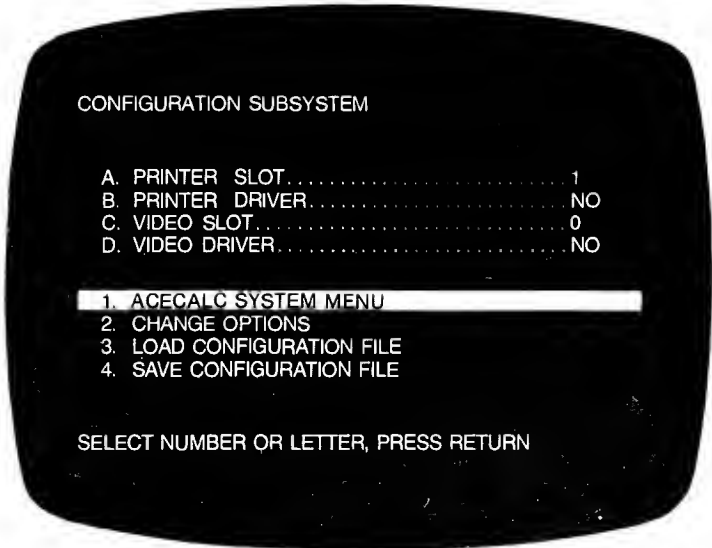 CONFIGURATION SUBSYSTEM
A. PRINTER SLOT............................1
B. PRINTER DRIVER..........................NO
C. VIDEO SLOT..............................0
D. VIDEO DRIVER............................NO
1. ACECALC SYSTEM MENU
2. CHANGE OPTIONS
3. LOAD CONFIGURATION FILE
4. SAVE CONFIGURATION FILE
SELECT NUMBER OR LETTER, PRESS RETURN